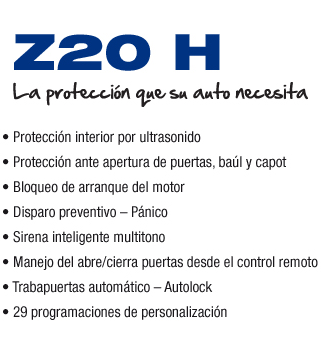 Z20 H
La protección que su auto necesita
• Protección interior por ultrasonido
• Protección ante apertura de puertas, baúl y capot
• Bloqueo de arranque del motor
• Disparo preventivo – Pánico
• Sirena inteligente multitono
• Manejo del abre/cierra puertas desde el control remoto
• Trabapuertas automático – Autolock
• 29 programaciones de personalización